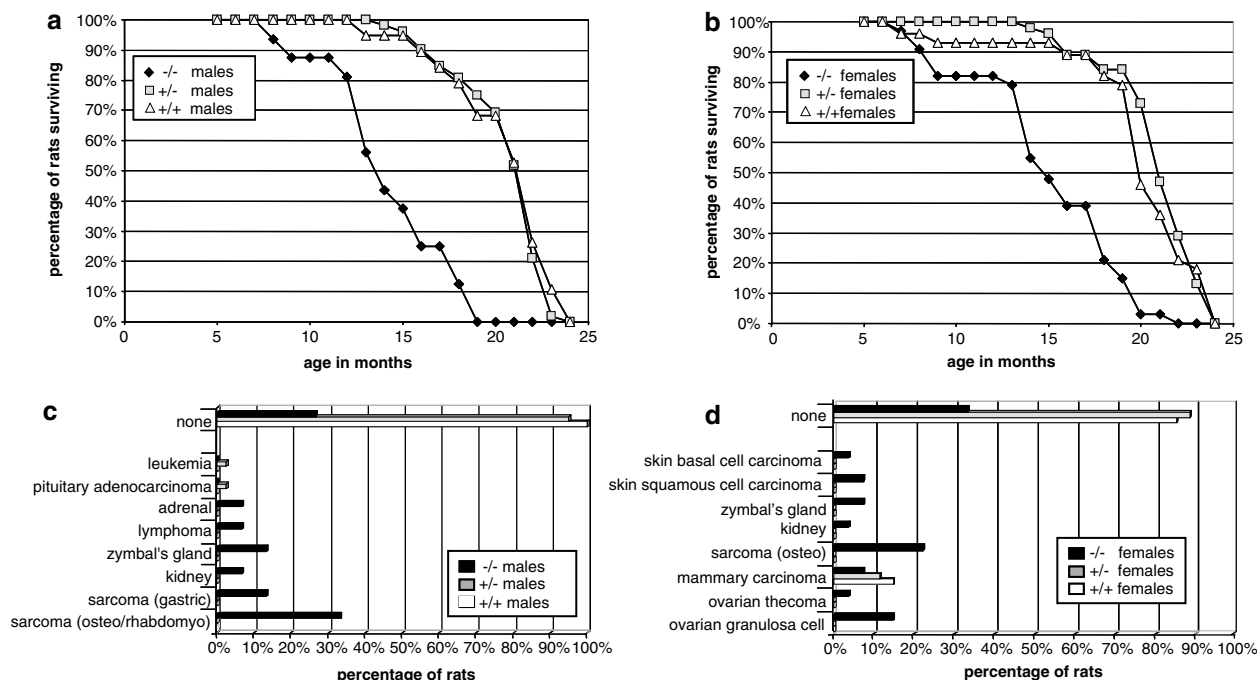 a
100%
90%
80%
70%
60%
50%
40%
30%
20%
10%
0%
percentage of rats surviving
-/- males
+/- males
+/+ males
0 5 10 15 20 25
age in months
b
100%
90%
80%
70%
60%
50%
40%
30%
20%
10%
0%
percentage of rats surviving
-/- females
+/- females
+/+females
0 5 10 15 20 25
age in months
c
none
leukemia
pituitary adenocarcinoma
adrenal
lymphoma
zymbal's gland
kidney
sarcoma (gastric)
sarcoma (osteo/rhabdomyo)
-/- males
+/- males
+/+ males
0% 10% 20% 30% 40% 50% 60% 70% 80% 90% 100%
percentage of rats
d
none
skin basal cell carcinoma
skin squamous cell carcinoma
zymbal's gland
kidney
sarcoma (osteo)
mammary carcinoma
ovarian thecoma
ovarian granulosa cell
-/- females
+/- females
+/+ females
0% 10% 20% 30% 40% 50% 60% 70% 80% 90% 100%
percentage of rats